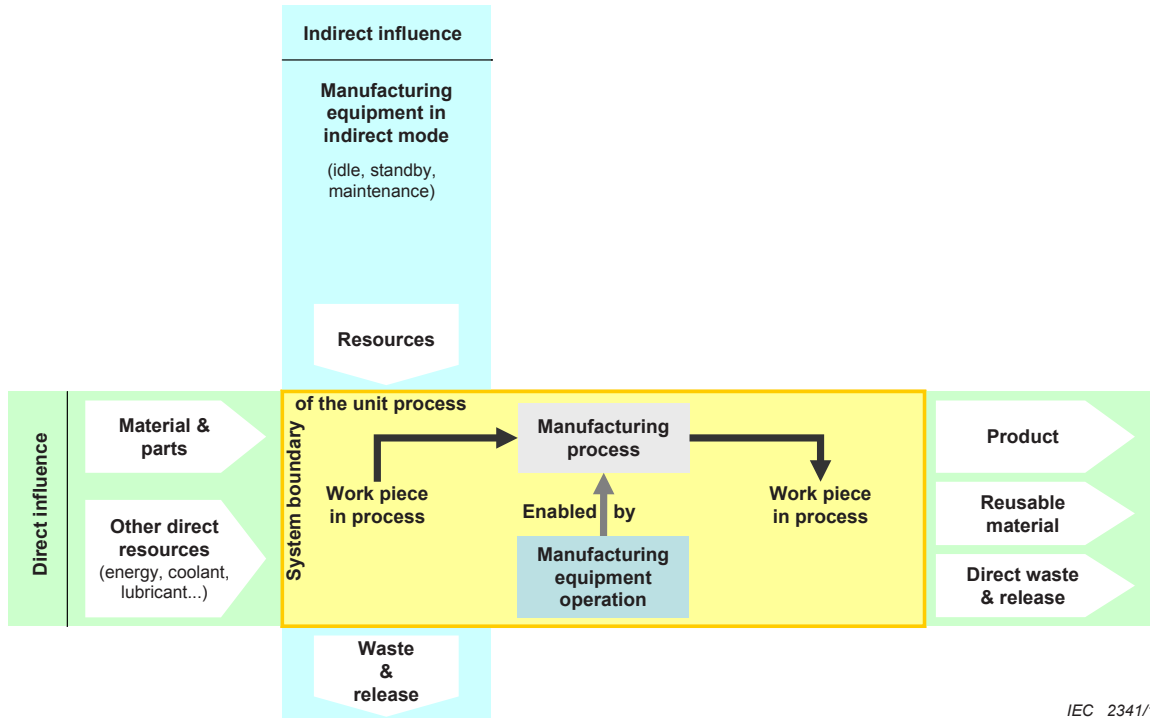 Indirect influence
Manufacturing
equipment in
indirect mode
(idle, standby,
maintenance)
Resources
Direct influence
Material &
parts
Other direct
resources
(energy, coolant,
lubricant...)
System boundary
of the unit process
Work piece
in process
Manufacturing
process
Enabled by
Manufacturing
equipment
operation
Work piece
in process
Product
Reusable
material
Direct waste
& release
Waste
&
release
IEC 2341/